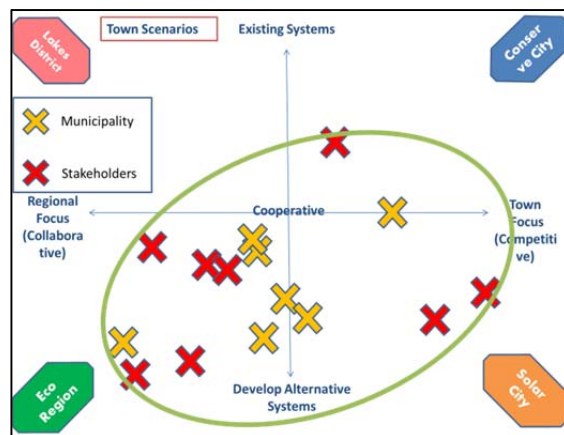 Lakes
District
Town Scenarios
Existing Systems
Conser
ve City
Municipality
Stakeholders
Regional
Focus
(Collabora
tive)
Cooperative
Town
Focus
(Competiti
ve)
Eco
Region
Develop Alternative
Systems
Solar
City